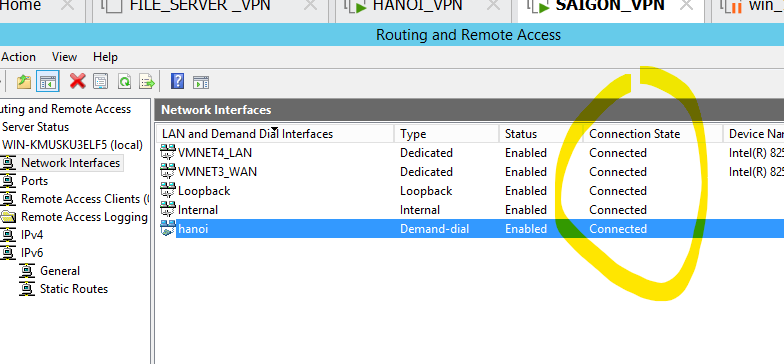 Home FILE_SERVER _VPN HANOI_VPN SAIGON_VPN win_
Routing and Remote Access
Action View Help
uting and Remote Access
Server Status
WIN-KMUSKU3ELF5 (local)
Network Interfaces
Ports
Remote Access Clients (
Remote Access Logging
IPv4
IPv6
General
Static Routes
Network Interfaces
LAN and Demand Dial Interfaces Type Status Connection State Device Na
VMNET4_LAN Dedicated Enabled Connected Intel(R) 825
VMNET3_WAN Dedicated Enabled Connected Intel(R) 825
Loopback Loopback Enabled Connected
Internal Internal Enabled Connected
hanoi Demand-dial Enabled Connected